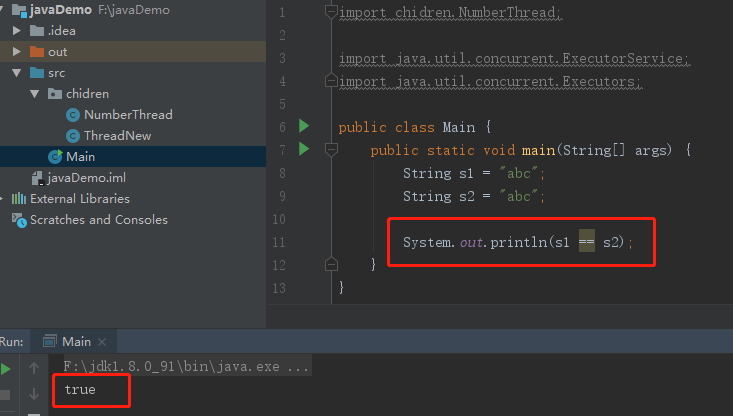 javaDemo F:\javaDemo
.idea
out
src
chidren
NumberThread
ThreadNew
Main
javaDemo.iml
External Libraries
Scratches and Consoles
1 import chidren.NumberThread;
2
3 import java.util.concurrent.ExecutorService;
4 import java.util.concurrent.Executors;
5
6 public class Main {
7 public static void main(String[] args) {
8 String s1 = "abc";
9 String s2 = "abc";
10
11 System.out.println(s1 == s2);
12 }
13 }
Run: Main ×
F:\jdk1.8.0_91\bin\java.exe ...
true